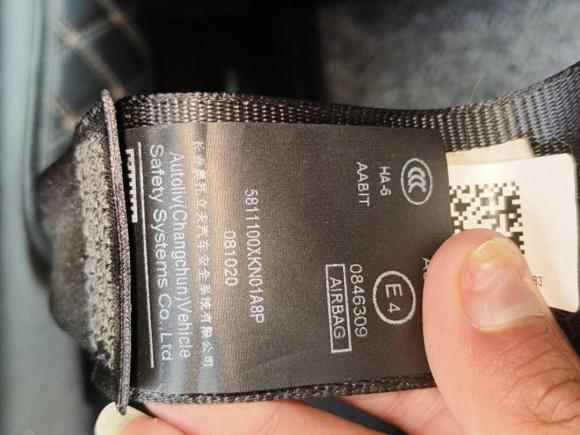 长春奥托立夫汽车安全系统有限公司
Autoliv(Changchun)Vehicle
Safety Systems Co.,Ltd.
5811100XKN01A8P
081020
CCC
HA-6
AABIT
E4
0846309
AIRBAG